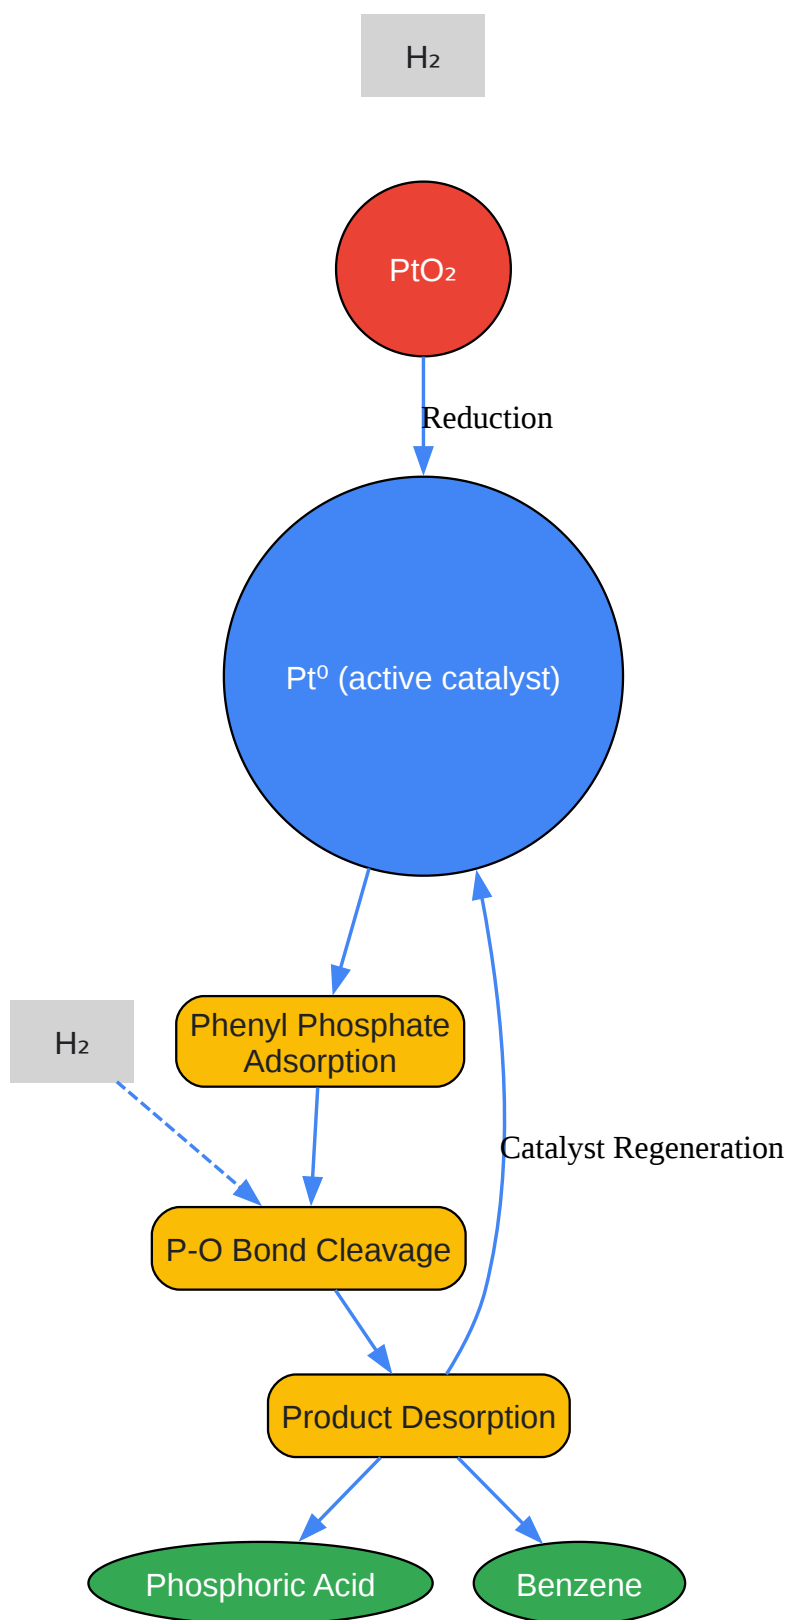 H₂
PtO₂
Reduction
Pt⁰ (active catalyst)
Phenyl Phosphate
Adsorption
H₂
Catalyst Regeneration
P-O Bond Cleavage
Product Desorption
Phosphoric Acid
Benzene